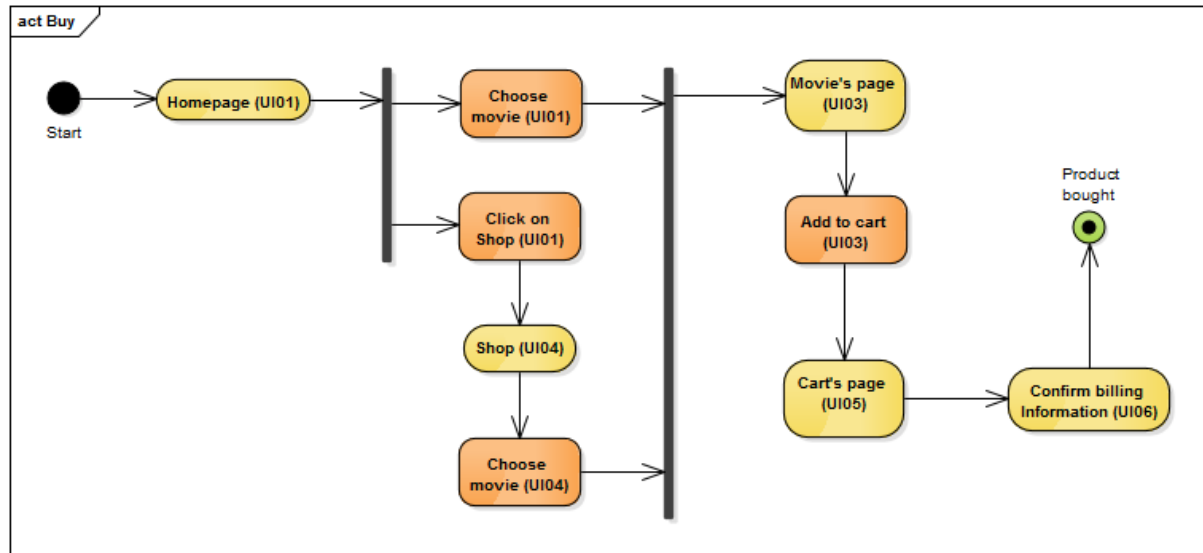 act Buy
Start
Homepage (UI01)
Choose
movie (UI01)
Click on
Shop (UI01)
Shop (UI04)
Choose
movie (UI04)
Movie's page
(UI03)
Add to cart
(UI03)
Cart's page
(UI05)
Confirm billing
Information (UI06)
Product
bought